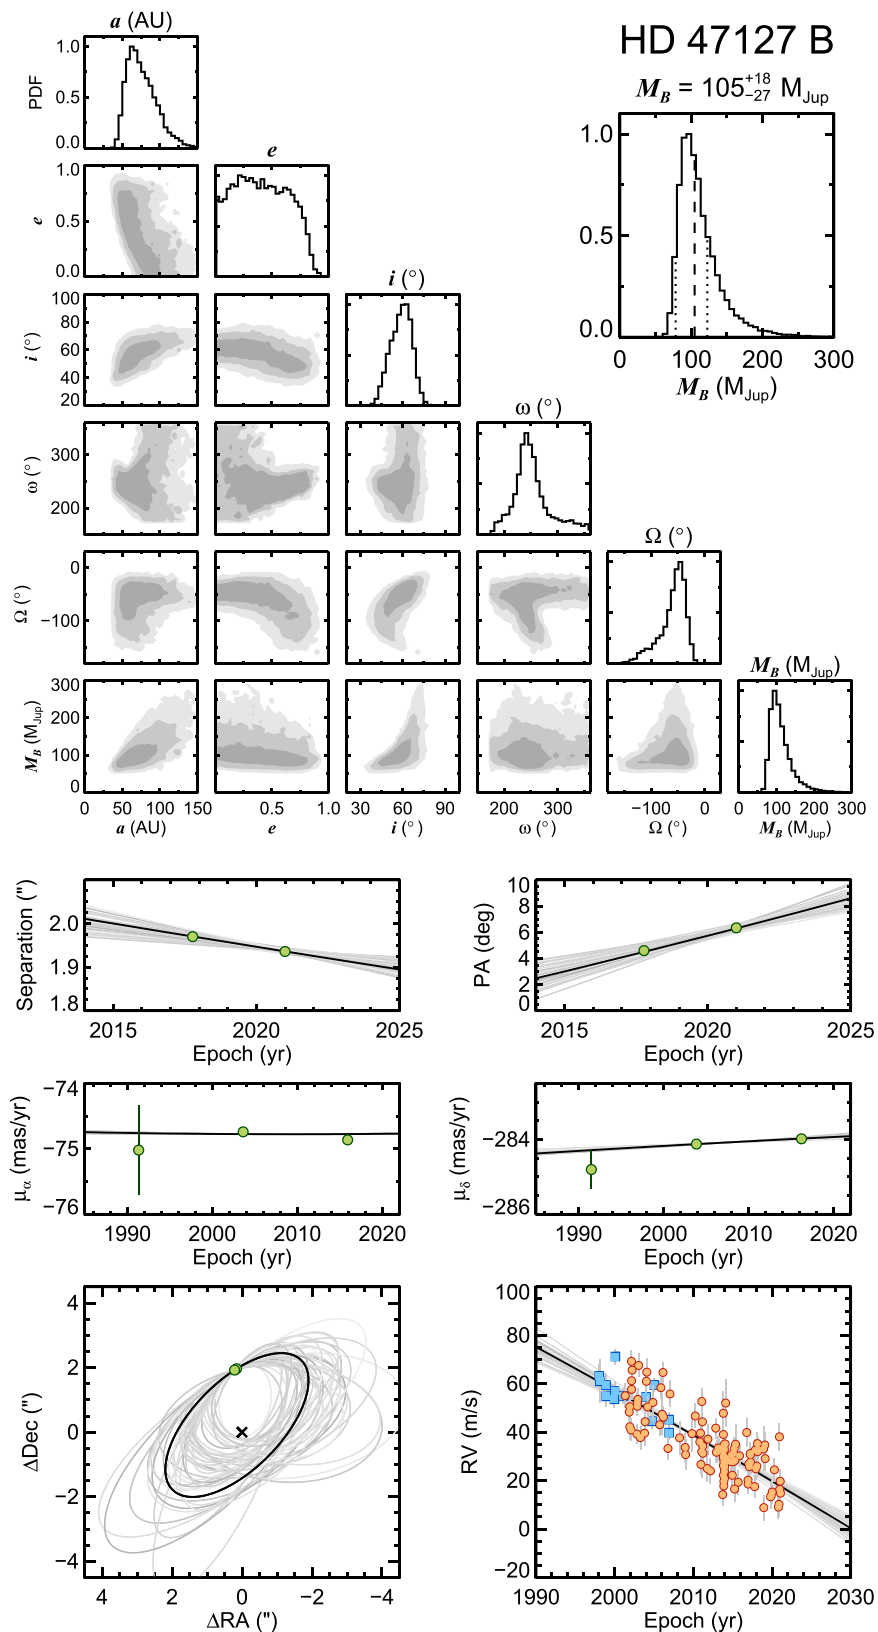 a (AU)
HD 47127 B
M_B = 105 +18 −27 M_Jup
PDF
1.0
0.5
0.0
e
1.0
0.5
0.0
e
1.0
0.5
0.0
0 100 200 300
M_B (M_Jup)
i (°)
100
80
60
40
20
i (°)
ω (°)
300
200
ω (°)
Ω (°)
0
−100
Ω (°)
M_B (M_Jup)
300
200
100
0
M_B (M_Jup)
0 50 100 150
0 0.5 1.0
30 60 90
200 300
−100 0
0 100 200 300
a (AU)
e
i (°)
ω (°)
Ω (°)
M_B (M_Jup)
Separation (")
2.0
1.9
1.8
2015 2020 2025
Epoch (yr)
PA (deg)
10
8
6
4
2
0
2015 2020 2025
Epoch (yr)
μα (mas/yr)
−74
−75
−76
1990 2000 2010 2020
Epoch (yr)
μδ (mas/yr)
−284
−286
1990 2000 2010 2020
Epoch (yr)
ΔDec (")
4
2
0
−2
−4
4 2 0 −2 −4
ΔRA (")
RV (m/s)
100
80
60
40
20
0
−20
1990 2000 2010 2020 2030
Epoch (yr)